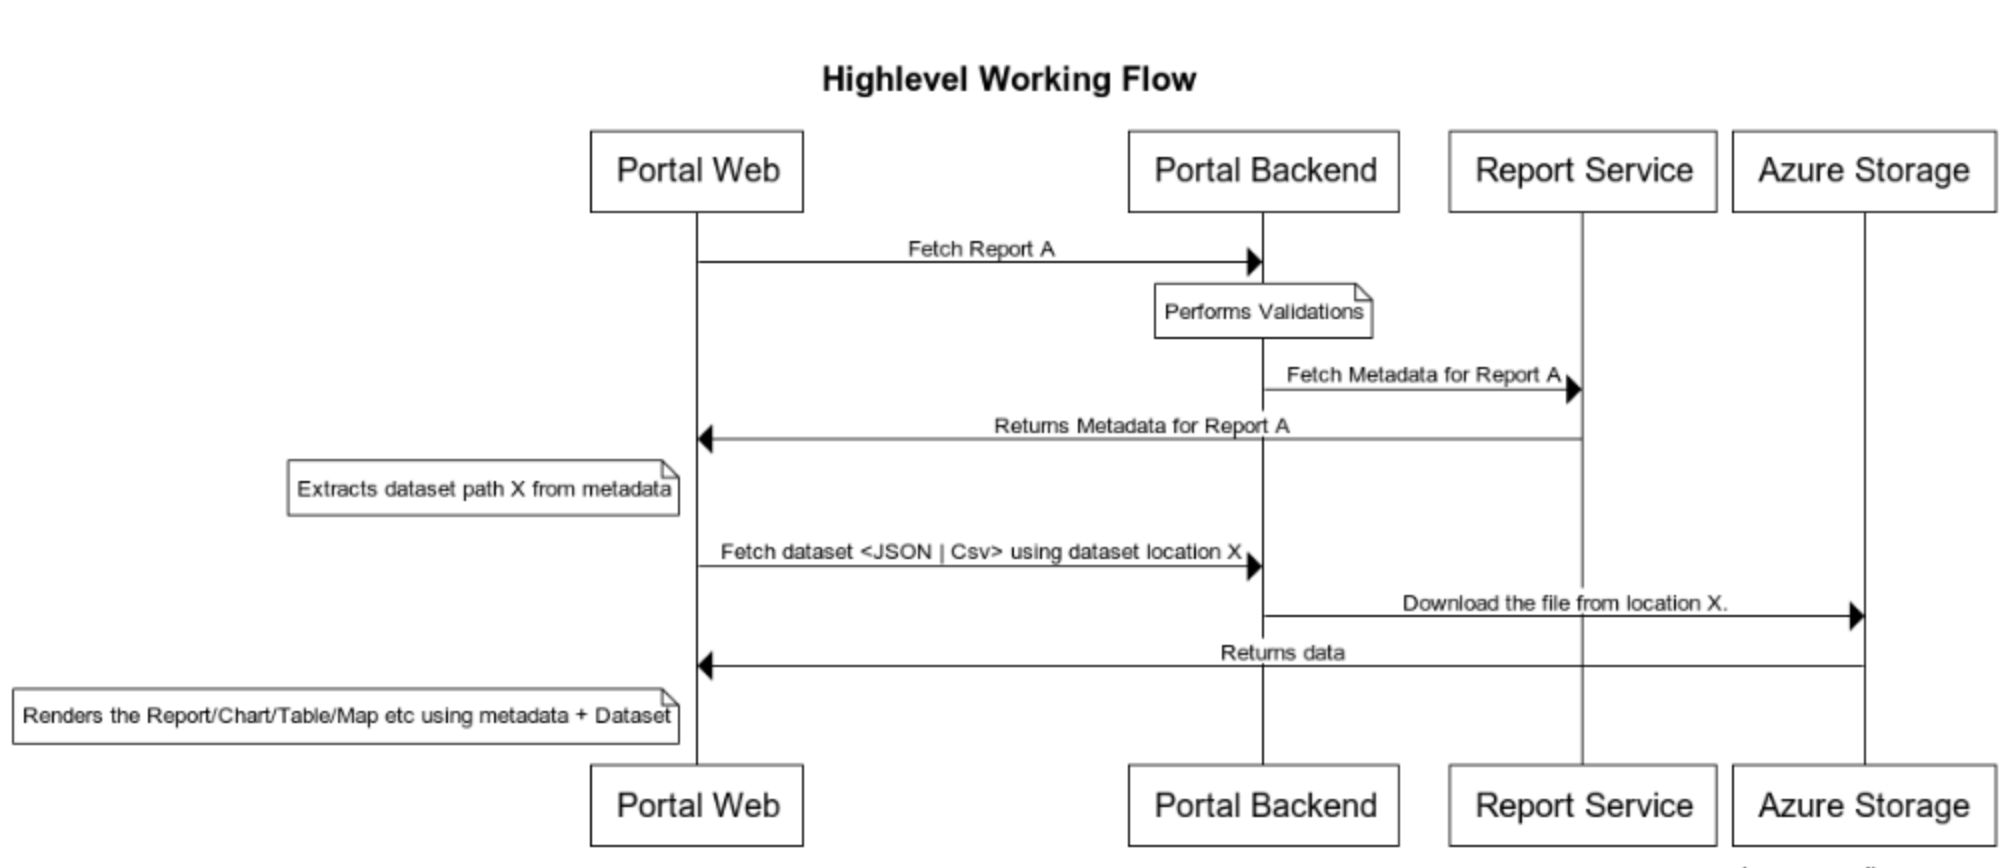 Highlevel Working Flow
Portal Web
Portal Backend
Report Service
Azure Storage
Fetch Report A
Performs Validations
Fetch Metadata for Report A
Returns Metadata for Report A
Extracts dataset path X from metadata
Fetch dataset <JSON | Csv> using dataset location X
Download the file from location X.
Returns data
Renders the Report/Chart/Table/Map etc using metadata + Dataset
Portal Web
Portal Backend
Report Service
Azure Storage